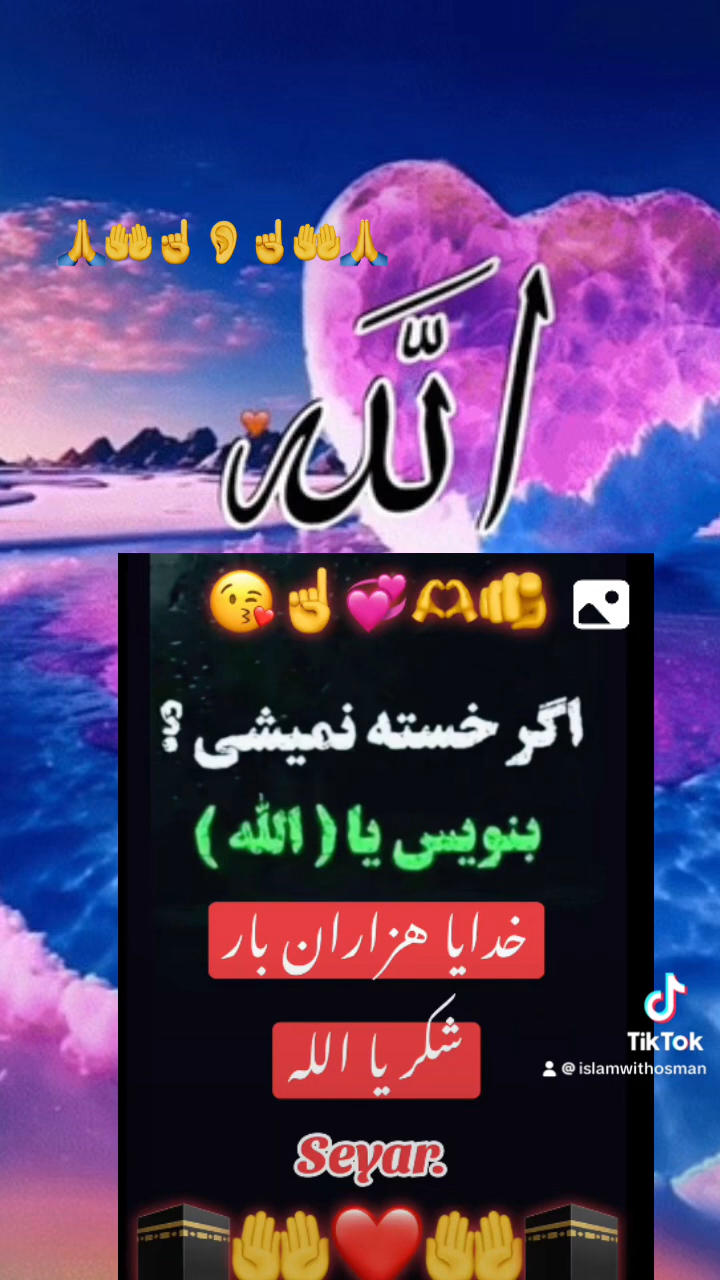 🙏🤲☝️👂☝️🤲🙏
الله
😘☝️💞🫶🫵
اگر خسته نمیشی؟
بنویس یا (الله)
خدایا هزاران بار
شکر یا الله
TikTok
@islamwithosman
Seyar.
🕋🤲❤️🤲🕋